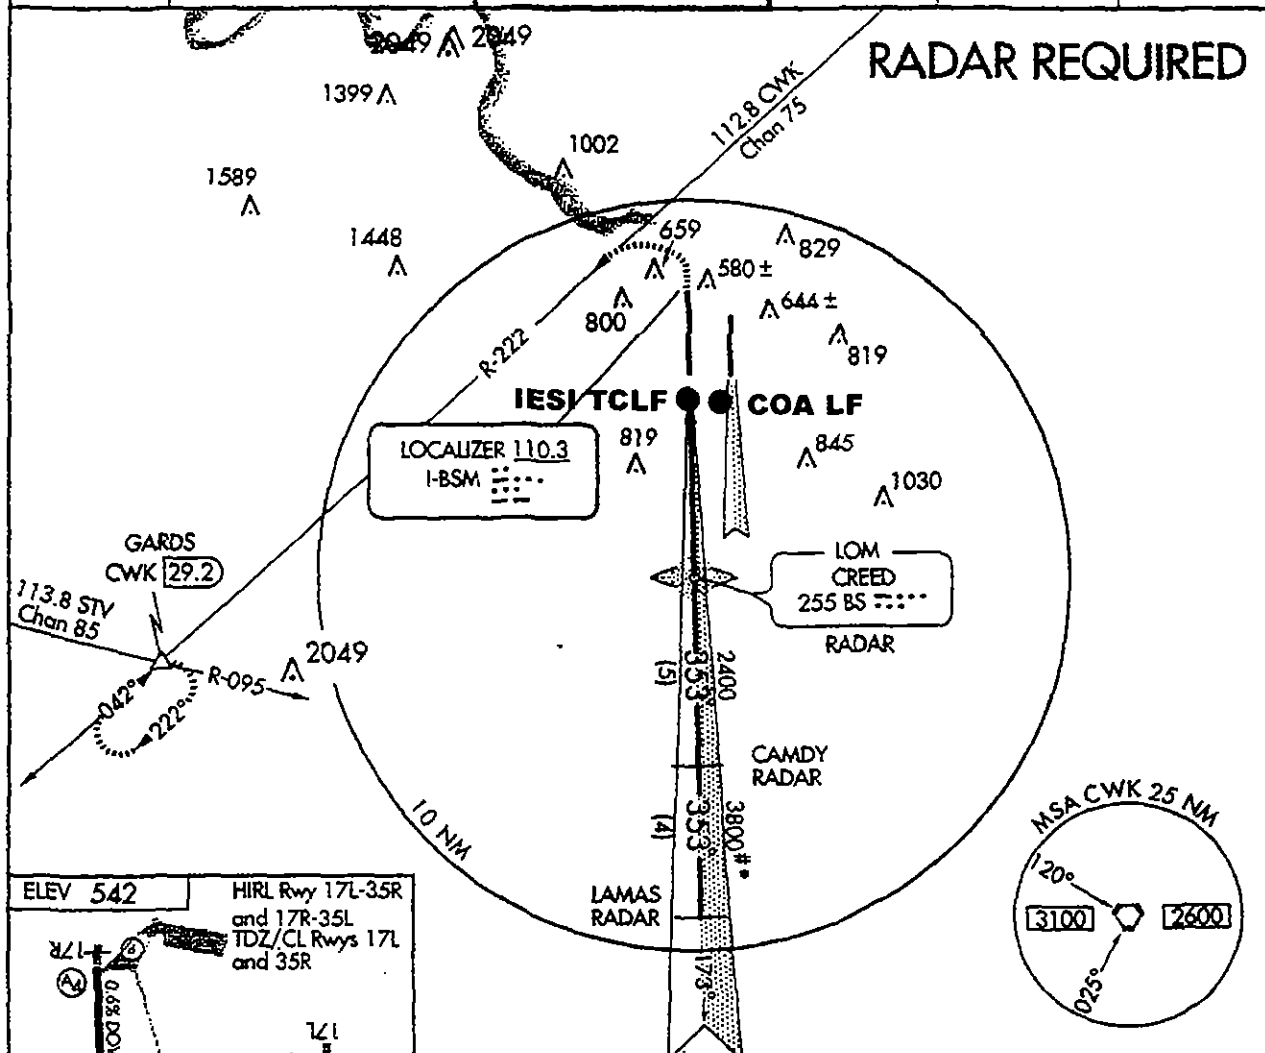 2049 2049
RADAR REQUIRED
1399
112.8 CWK
Chan 75
1002
1589
1448
659
829
580 ±
800
644 ±
819
R-222
IESI TCLF
COA LF
LOCALIZER 110.3
I-BSM
819
845
1030
GARDS
CWK 29.2
LOM
CREED
255 BS
RADAR
113.8 STV
Chan 85
2049
R-095
042°
222°
(5)
353°
2400
CAMDY
RADAR
(4)
353°
3800#*
10 NM
LAMAS
RADAR
173°
MSA CWK 25 NM
120°
3100
2600
025°
ELEV 542
HIRL Rwy 17L-35R
and 17R-35L
TDZ/CL Rwys 17L
and 35R
17R
A4
0.6% DOW
17L